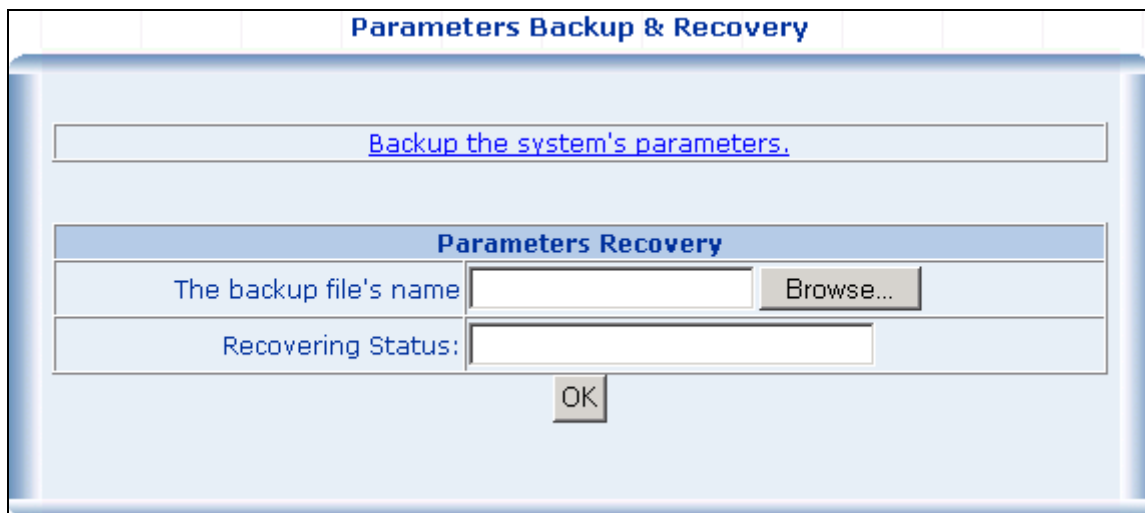 Parameters Backup & Recovery
Backup the system's parameters.
Parameters Recovery
The backup file's name Browse...
Recovering Status:
OK